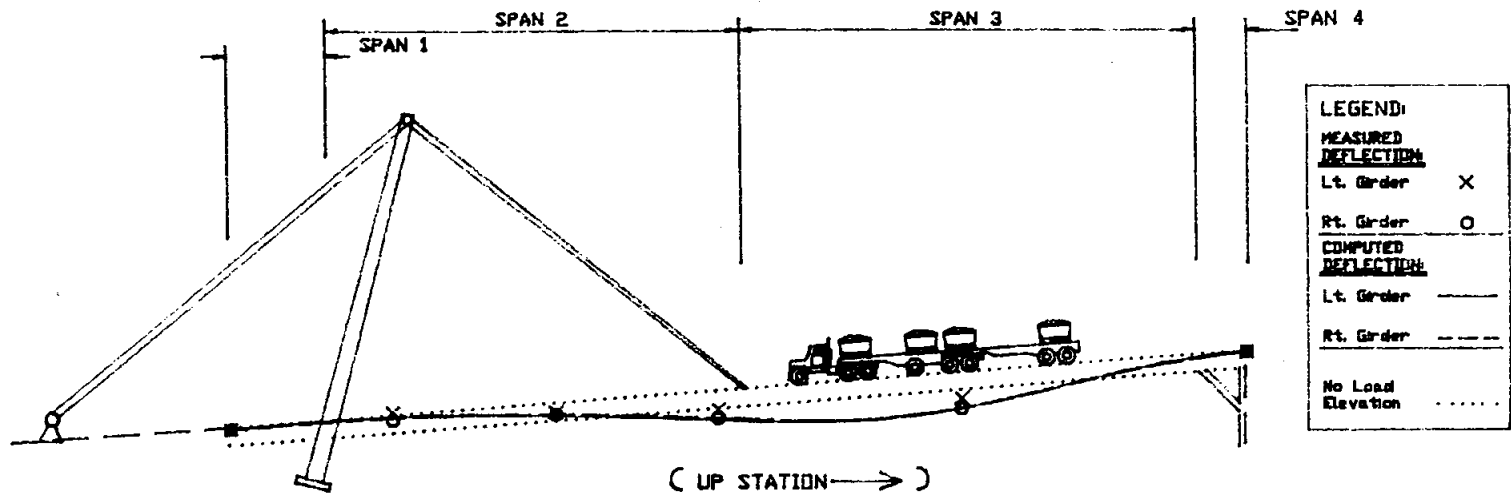 SPAN 2
SPAN 3
SPAN 4
SPAN 1
LEGEND:
MEASURED
DEFLECTION:
Lt. Girder
Rt. Girder
COMPUTED
DEFLECTION:
Lt. Girder
Rt. Girder
No Load
Elevation
( UP STATION )